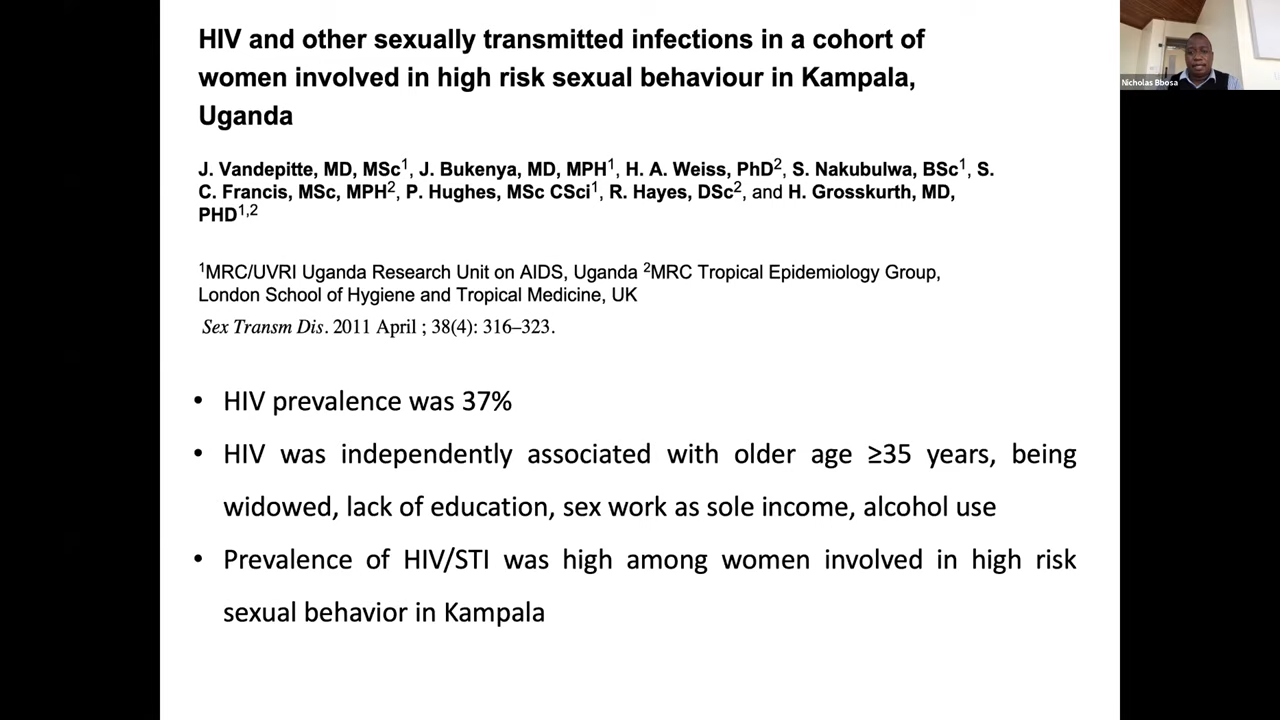 HIV and other sexually transmitted infections in a cohort of
women involved in high risk sexual behaviour in Kampala,
Uganda
J. Vandepitte, MD, MSc1, J. Bukenya, MD, MPH1, H. A. Weiss, PhD2, S. Nakubulwa, BSc1, S.
C. Francis, MSc, MPH2, P. Hughes, MSc CSci1, R. Hayes, DSc2, and H. Grosskurth, MD,
PHD1,2
1MRC/UVRI Uganda Research Unit on AIDS, Uganda 2MRC Tropical Epidemiology Group,
London School of Hygiene and Tropical Medicine, UK
Sex Transm Dis. 2011 April ; 38(4): 316–323.
• HIV prevalence was 37%
• HIV was independently associated with older age ≥35 years, being
widowed, lack of education, sex work as sole income, alcohol use
• Prevalence of HIV/STI was high among women involved in high risk
sexual behavior in Kampala
Nicholas Bbosa